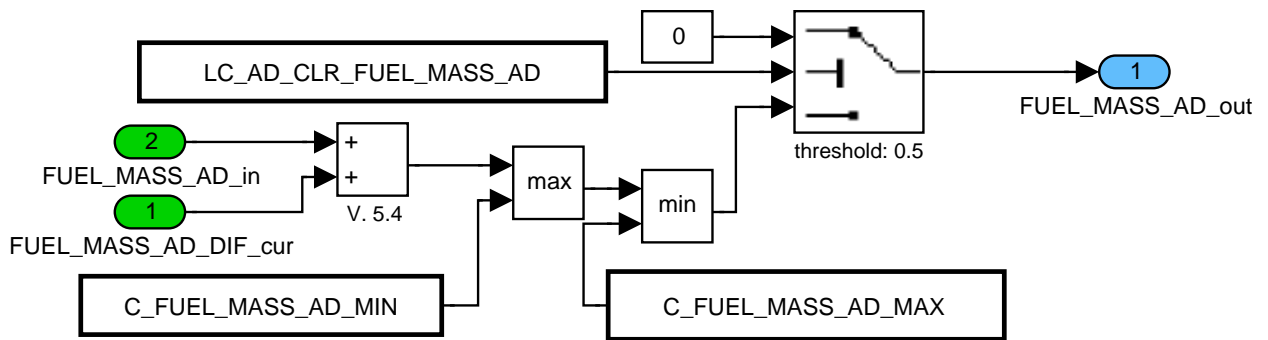 0
LC_AD_CLR_FUEL_MASS_AD
1
FUEL_MASS_AD_out
threshold: 0.5
2
FUEL_MASS_AD_in
+
+
V. 5.4
max
min
1
FUEL_MASS_AD_DIF_cur
C_FUEL_MASS_AD_MIN
C_FUEL_MASS_AD_MAX